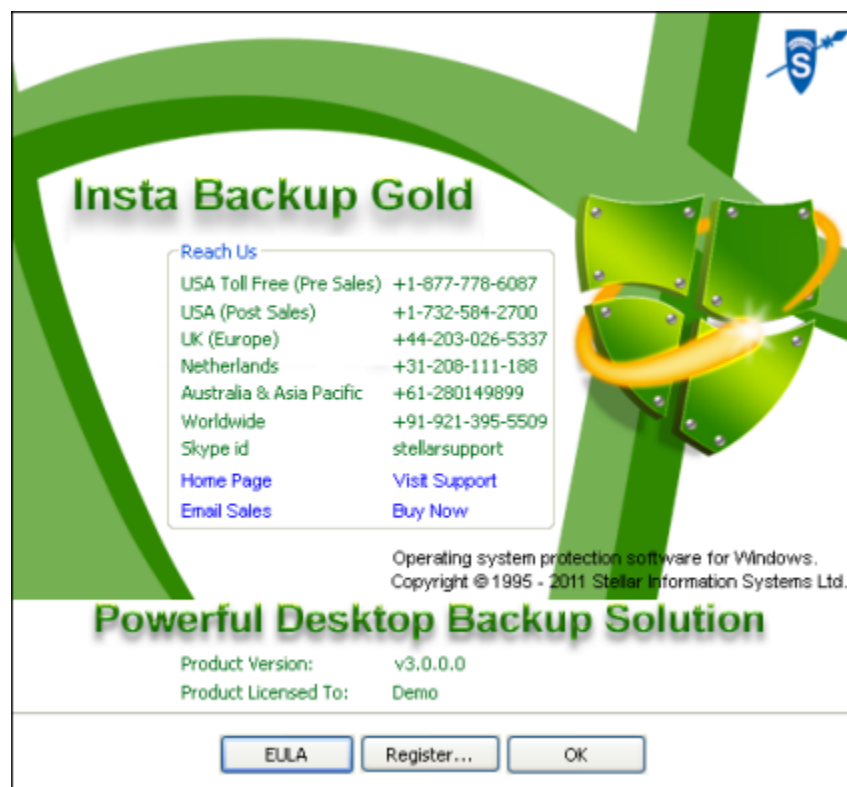 S
Insta Backup Gold
Reach Us
USA Toll Free (Pre Sales) +1-877-778-6087
USA (Post Sales) +1-732-584-2700
UK (Europe) +44-203-026-5337
Netherlands +31-208-111-188
Australia & Asia Pacific +61-280149899
Worldwide +91-921-395-5509
Skype id stellarsupport
Home Page Visit Support
Email Sales Buy Now
Operating system protection software for Windows.
Copyright © 1995 - 2011 Stellar Information Systems Ltd.
Powerful Desktop Backup Solution
Product Version: v3.0.0.0
Product Licensed To: Demo
EULA Register... OK